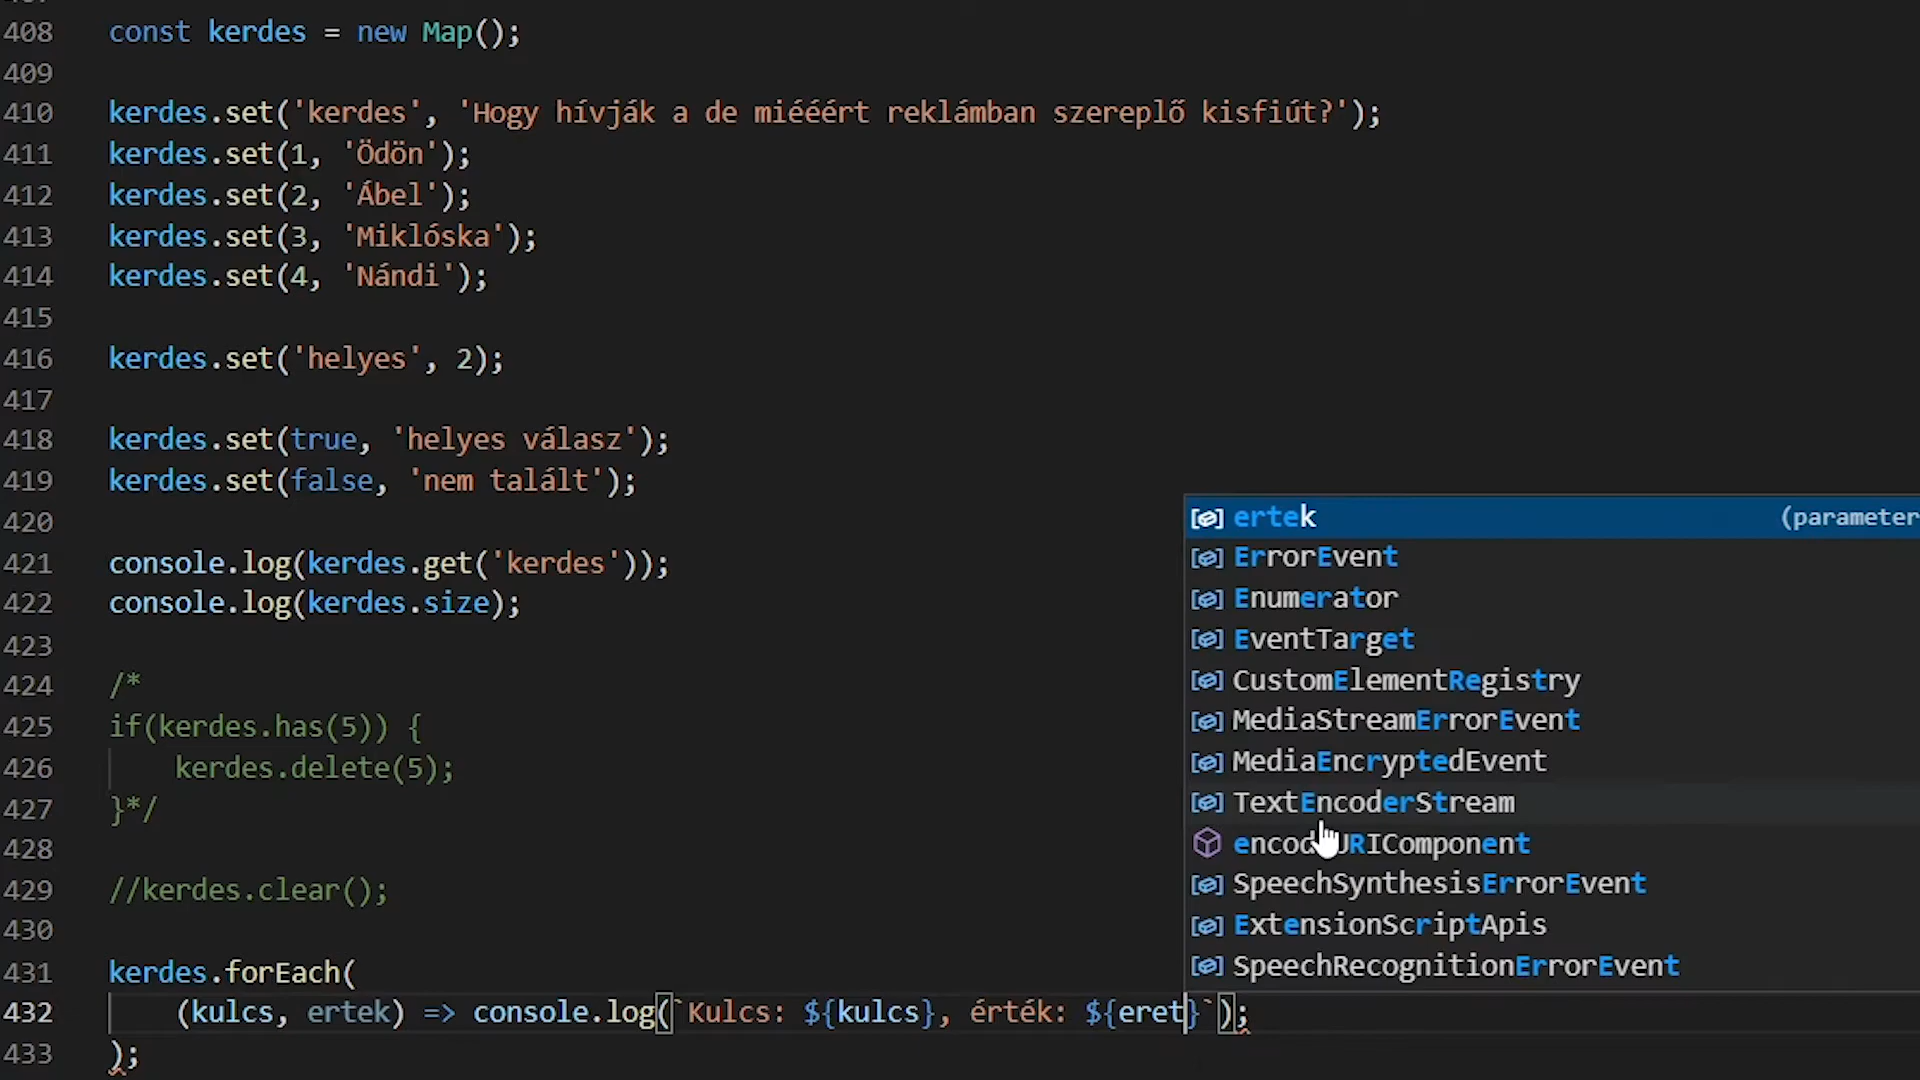 408 const kerdes = new Map();
409
410 kerdes.set('kerdes', 'Hogy hívják a de miééért reklámban szereplő kisfiút?');
411 kerdes.set(1, 'Ödön');
412 kerdes.set(2, 'Ábel');
413 kerdes.set(3, 'Miklóska');
414 kerdes.set(4, 'Nándi');
415
416 kerdes.set('helyes', 2);
417
418 kerdes.set(true, 'helyes válasz');
419 kerdes.set(false, 'nem talált');
420
421 console.log(kerdes.get('kerdes'));
422 console.log(kerdes.size);
423
424 /*
425 if(kerdes.has(5)) {
426 kerdes.delete(5);
427 }*/
428
429 //kerdes.clear();
430
431 kerdes.forEach(
432 (kulcs, ertek) => console.log(`Kulcs: ${kulcs}, érték: ${eret}`);
433 );
ertek (parameter
ErrorEvent
Enumerator
EventTarget
CustomElementRegistry
MediaStreamErrorEvent
MediaEncryptedEvent
TextEncoderStream
encodeURIComponent
SpeechSynthesisErrorEvent
ExtensionScriptApis
SpeechRecognitionErrorEvent